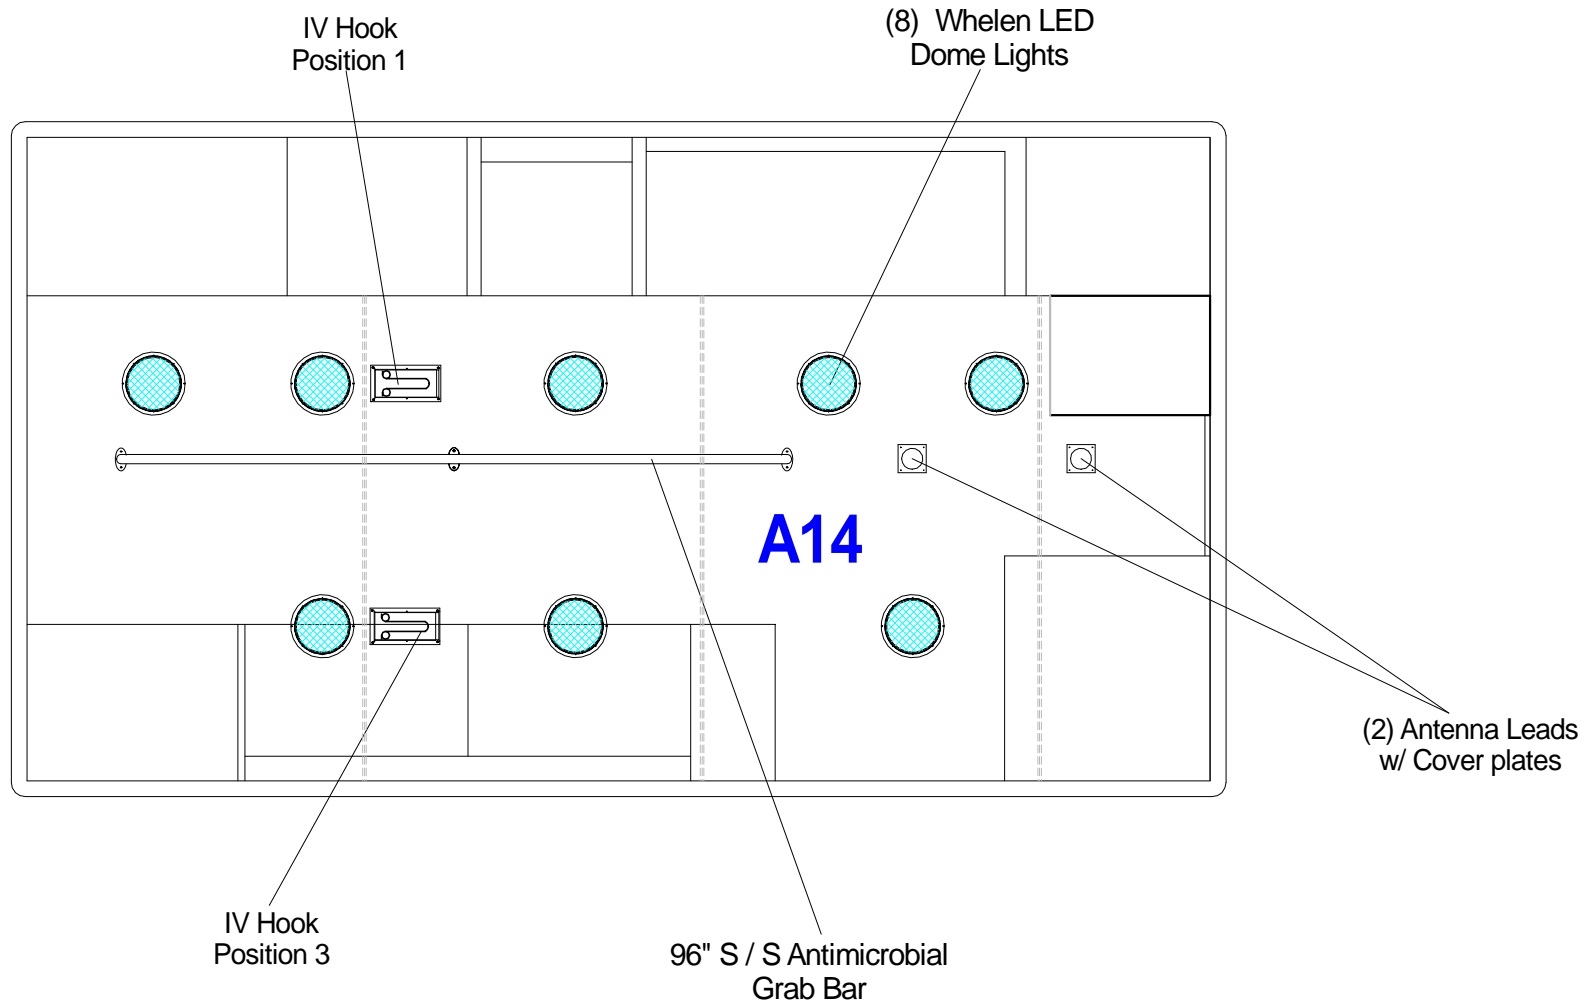 IV Hook
Position 1
(8) Whelen LED
Dome Lights
A14
(2) Antenna Leads
w/ Cover plates
IV Hook
Position 3
96" S / S Antimicrobial
Grab Bar